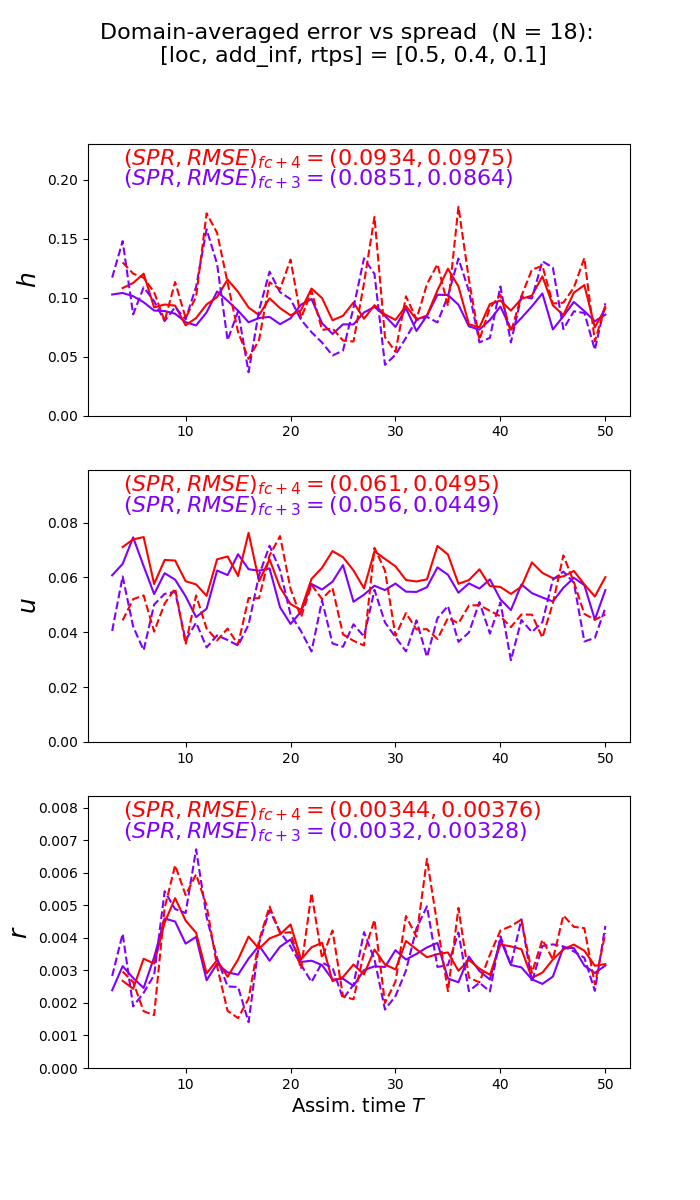 Domain-averaged error vs spread (N = 18):
[loc, add_inf, rtps] = [0.5, 0.4, 0.1]
(SPR, RMSE)fc+4 = (0.0934, 0.0975)
(SPR, RMSE)fc+3 = (0.0851, 0.0864)
0.20
0.15
0.10
0.05
0.00
h
10 20 30 40 50
(SPR, RMSE)fc+4 = (0.061, 0.0495)
(SPR, RMSE)fc+3 = (0.056, 0.0449)
0.08
0.06
0.04
0.02
0.00
u
10 20 30 40 50
(SPR, RMSE)fc+4 = (0.00344, 0.00376)
(SPR, RMSE)fc+3 = (0.0032, 0.00328)
0.008
0.007
0.006
0.005
0.004
0.003
0.002
0.001
0.000
r
10 20 30 40 50
Assim. time T